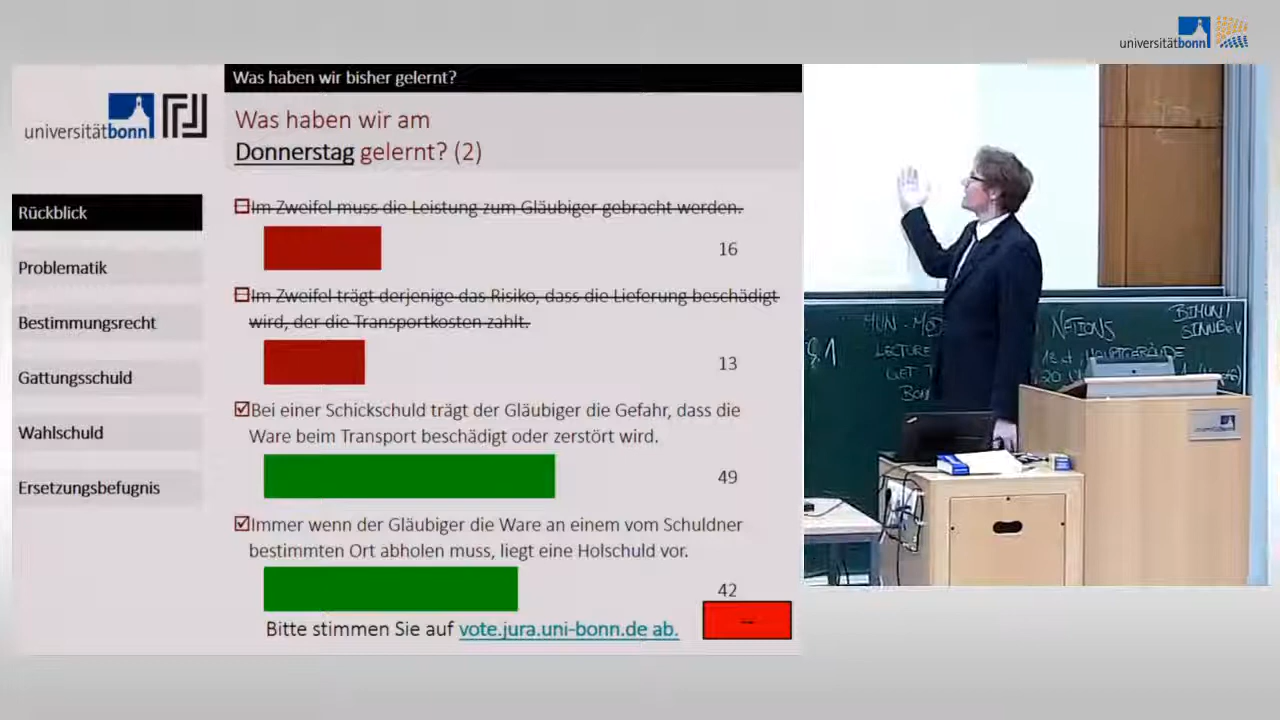 universitätbonn
Was haben wir bisher gelernt?
universitätbonn
Was haben wir am
Donnerstag gelernt? (2)
Rückblick
Problematik
Bestimmungsrecht
Gattungsschuld
Wahlschuld
Ersetzungsbefugnis
Im Zweifel muss die Leistung zum Gläubiger gebracht werden.
16
Im Zweifel trägt derjenige das Risiko, dass die Lieferung beschädigt
wird, der die Transportkosten zahlt.
13
Bei einer Schickschuld trägt der Gläubiger die Gefahr, dass die
Ware beim Transport beschädigt oder zerstört wird.
49
Immer wenn der Gläubiger die Ware an einem vom Schuldner
bestimmten Ort abholen muss, liegt eine Holschuld vor.
42
Bitte stimmen Sie auf vote.jura.uni-bonn.de ab.
MUN - MO
NATIONS
BIMUN/
LECTURE
HAUPTGEBÄUDE